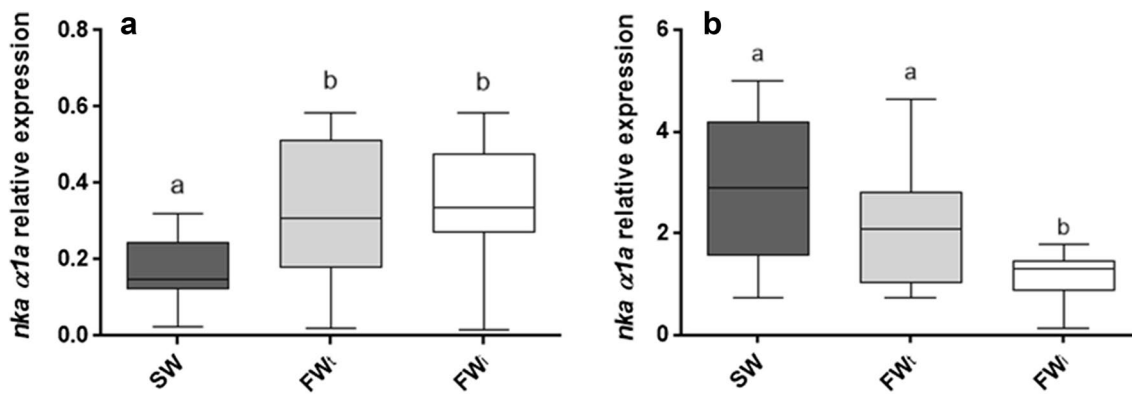 a
nka α1a relative expression
0.8
0.6
0.4
0.2
0.0
a
b
b
SW
FWt
FWi
b
nka α1a relative expression
6
4
2
0
a
a
b
SW
FWt
FWi